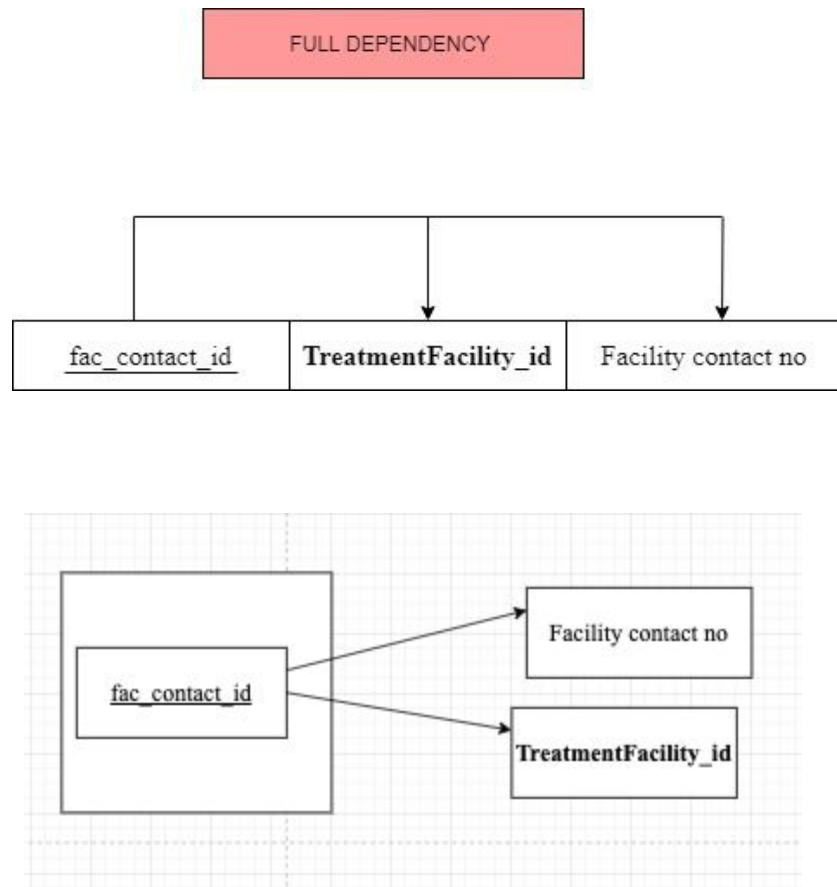 FULL DEPENDENCY
fac_contact_id TreatmentFacility_id Facility contact no
Facility contact no
fac_contact_id
TreatmentFacility_id